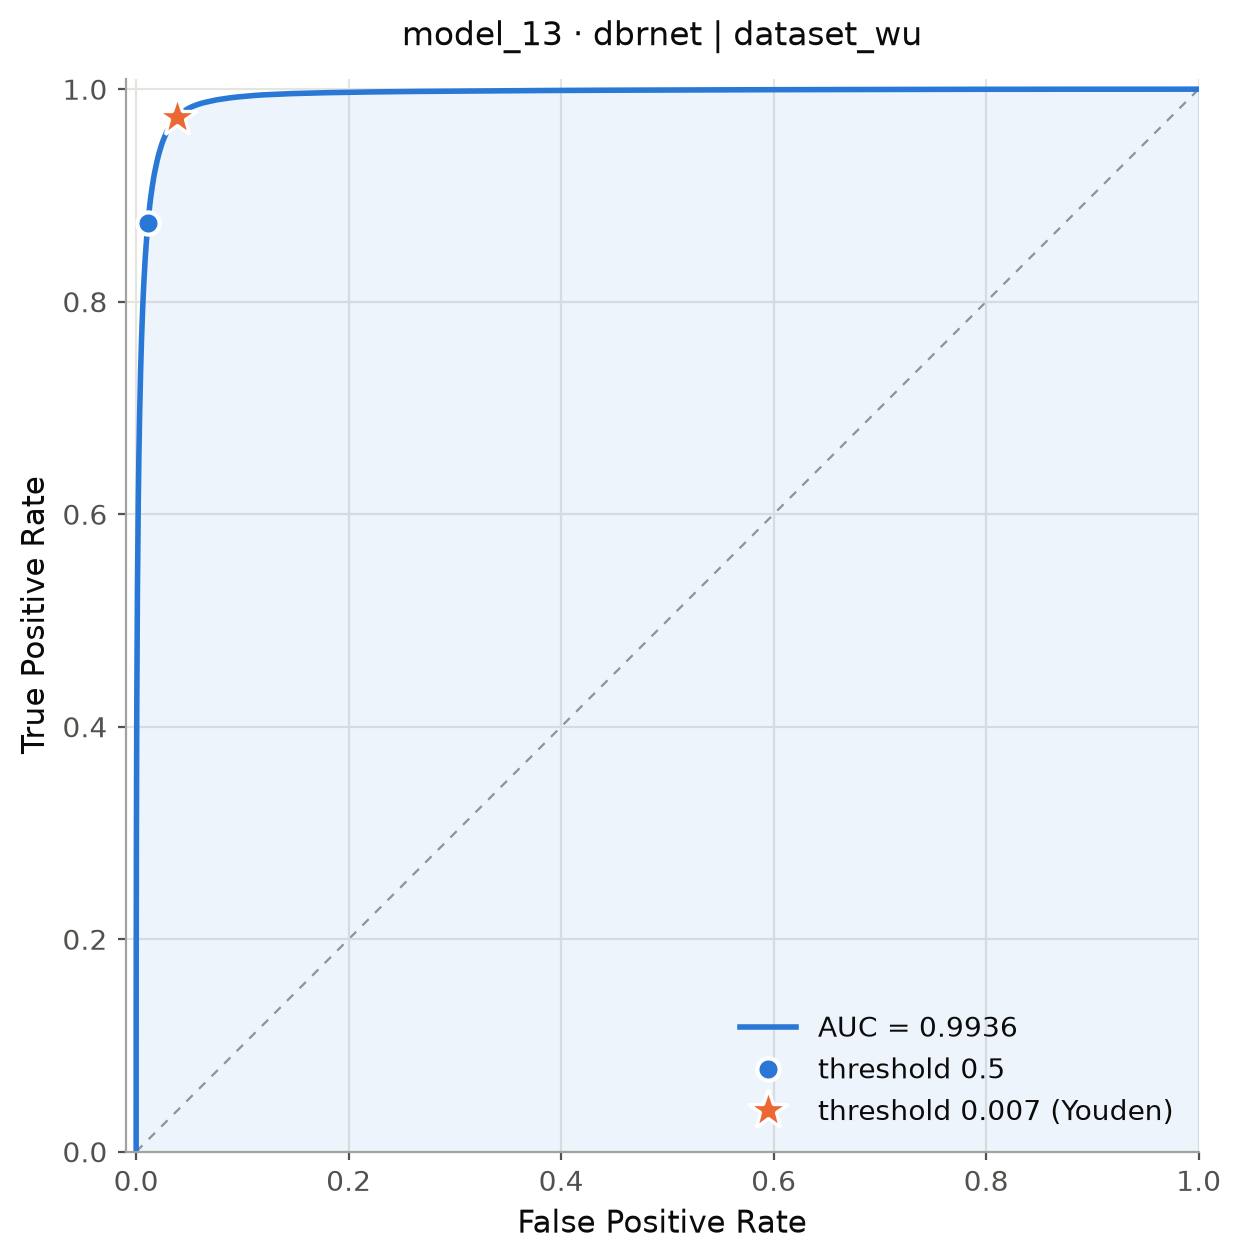 model_13 · dbrnet | dataset_wu
1.0
0.8
0.6
0.4
0.2
0.0
True Positive Rate
0.0 0.2 0.4 0.6 0.8 1.0
False Positive Rate
AUC = 0.9936
threshold 0.5
threshold 0.007 (Youden)